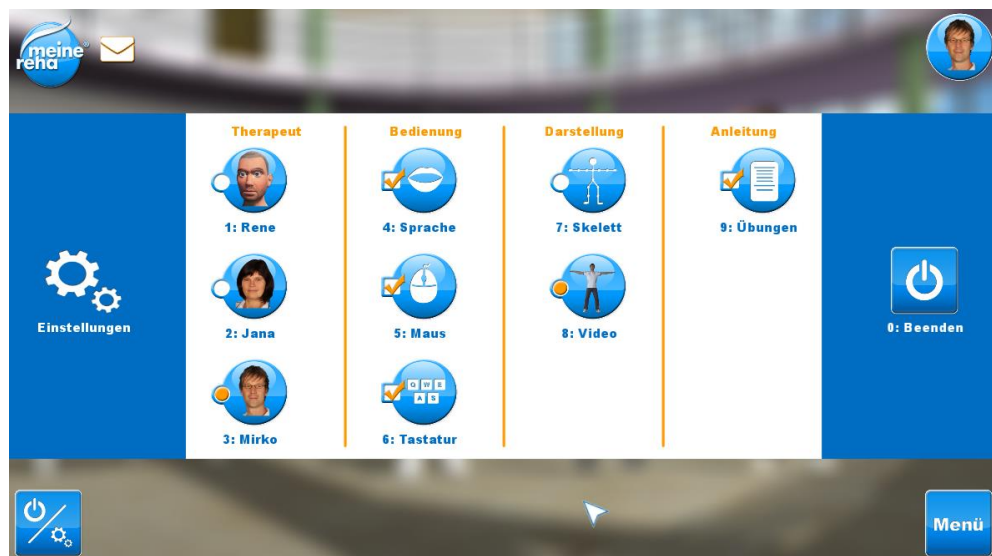 meine
reha
Therapeut
Bedienung
Darstellung
Anleitung
1: Rene
4: Sprache
7: Skelett
9: Übungen
2: Jana
5: Maus
8: Video
Einstellungen
0: Beenden
Q W E
A S
3: Mirko
6: Tastatur
Menü